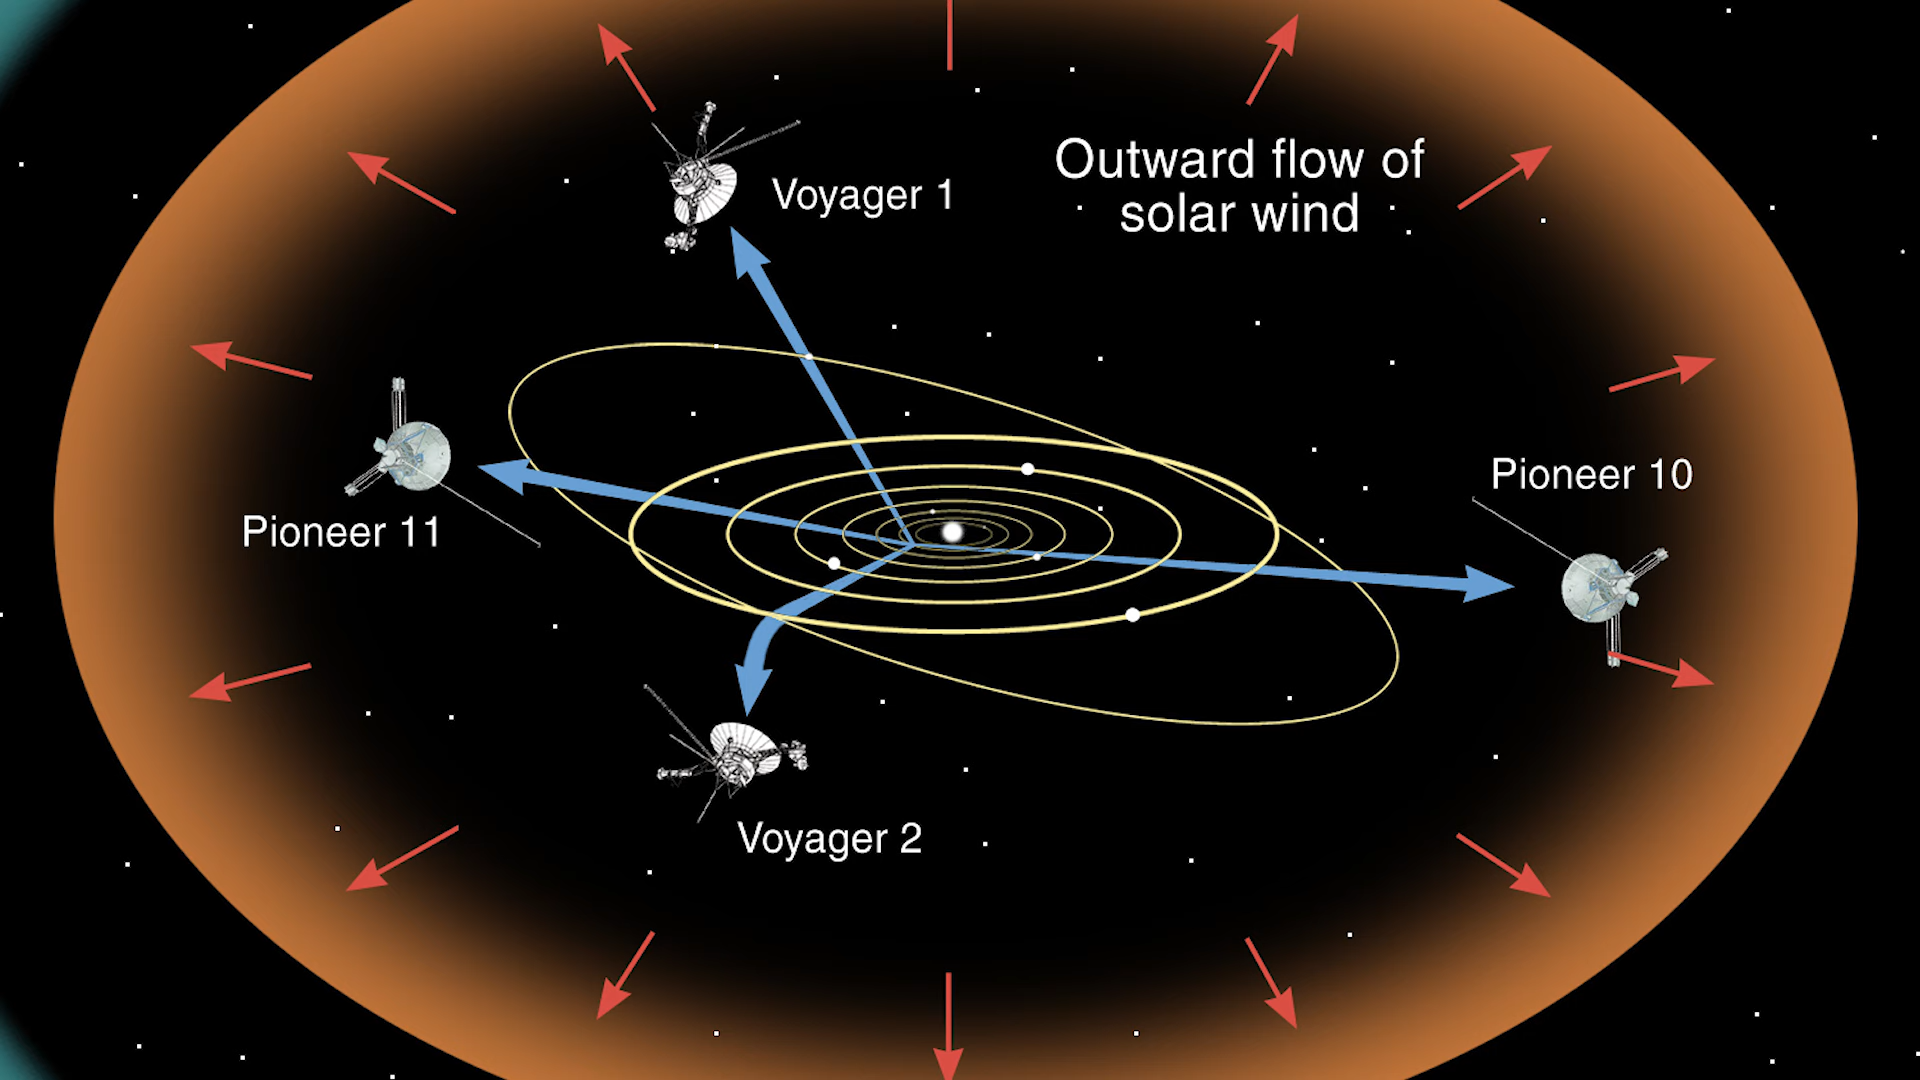 Voyager 1
Outward flow of
solar wind
Pioneer 11
Pioneer 10
Voyager 2